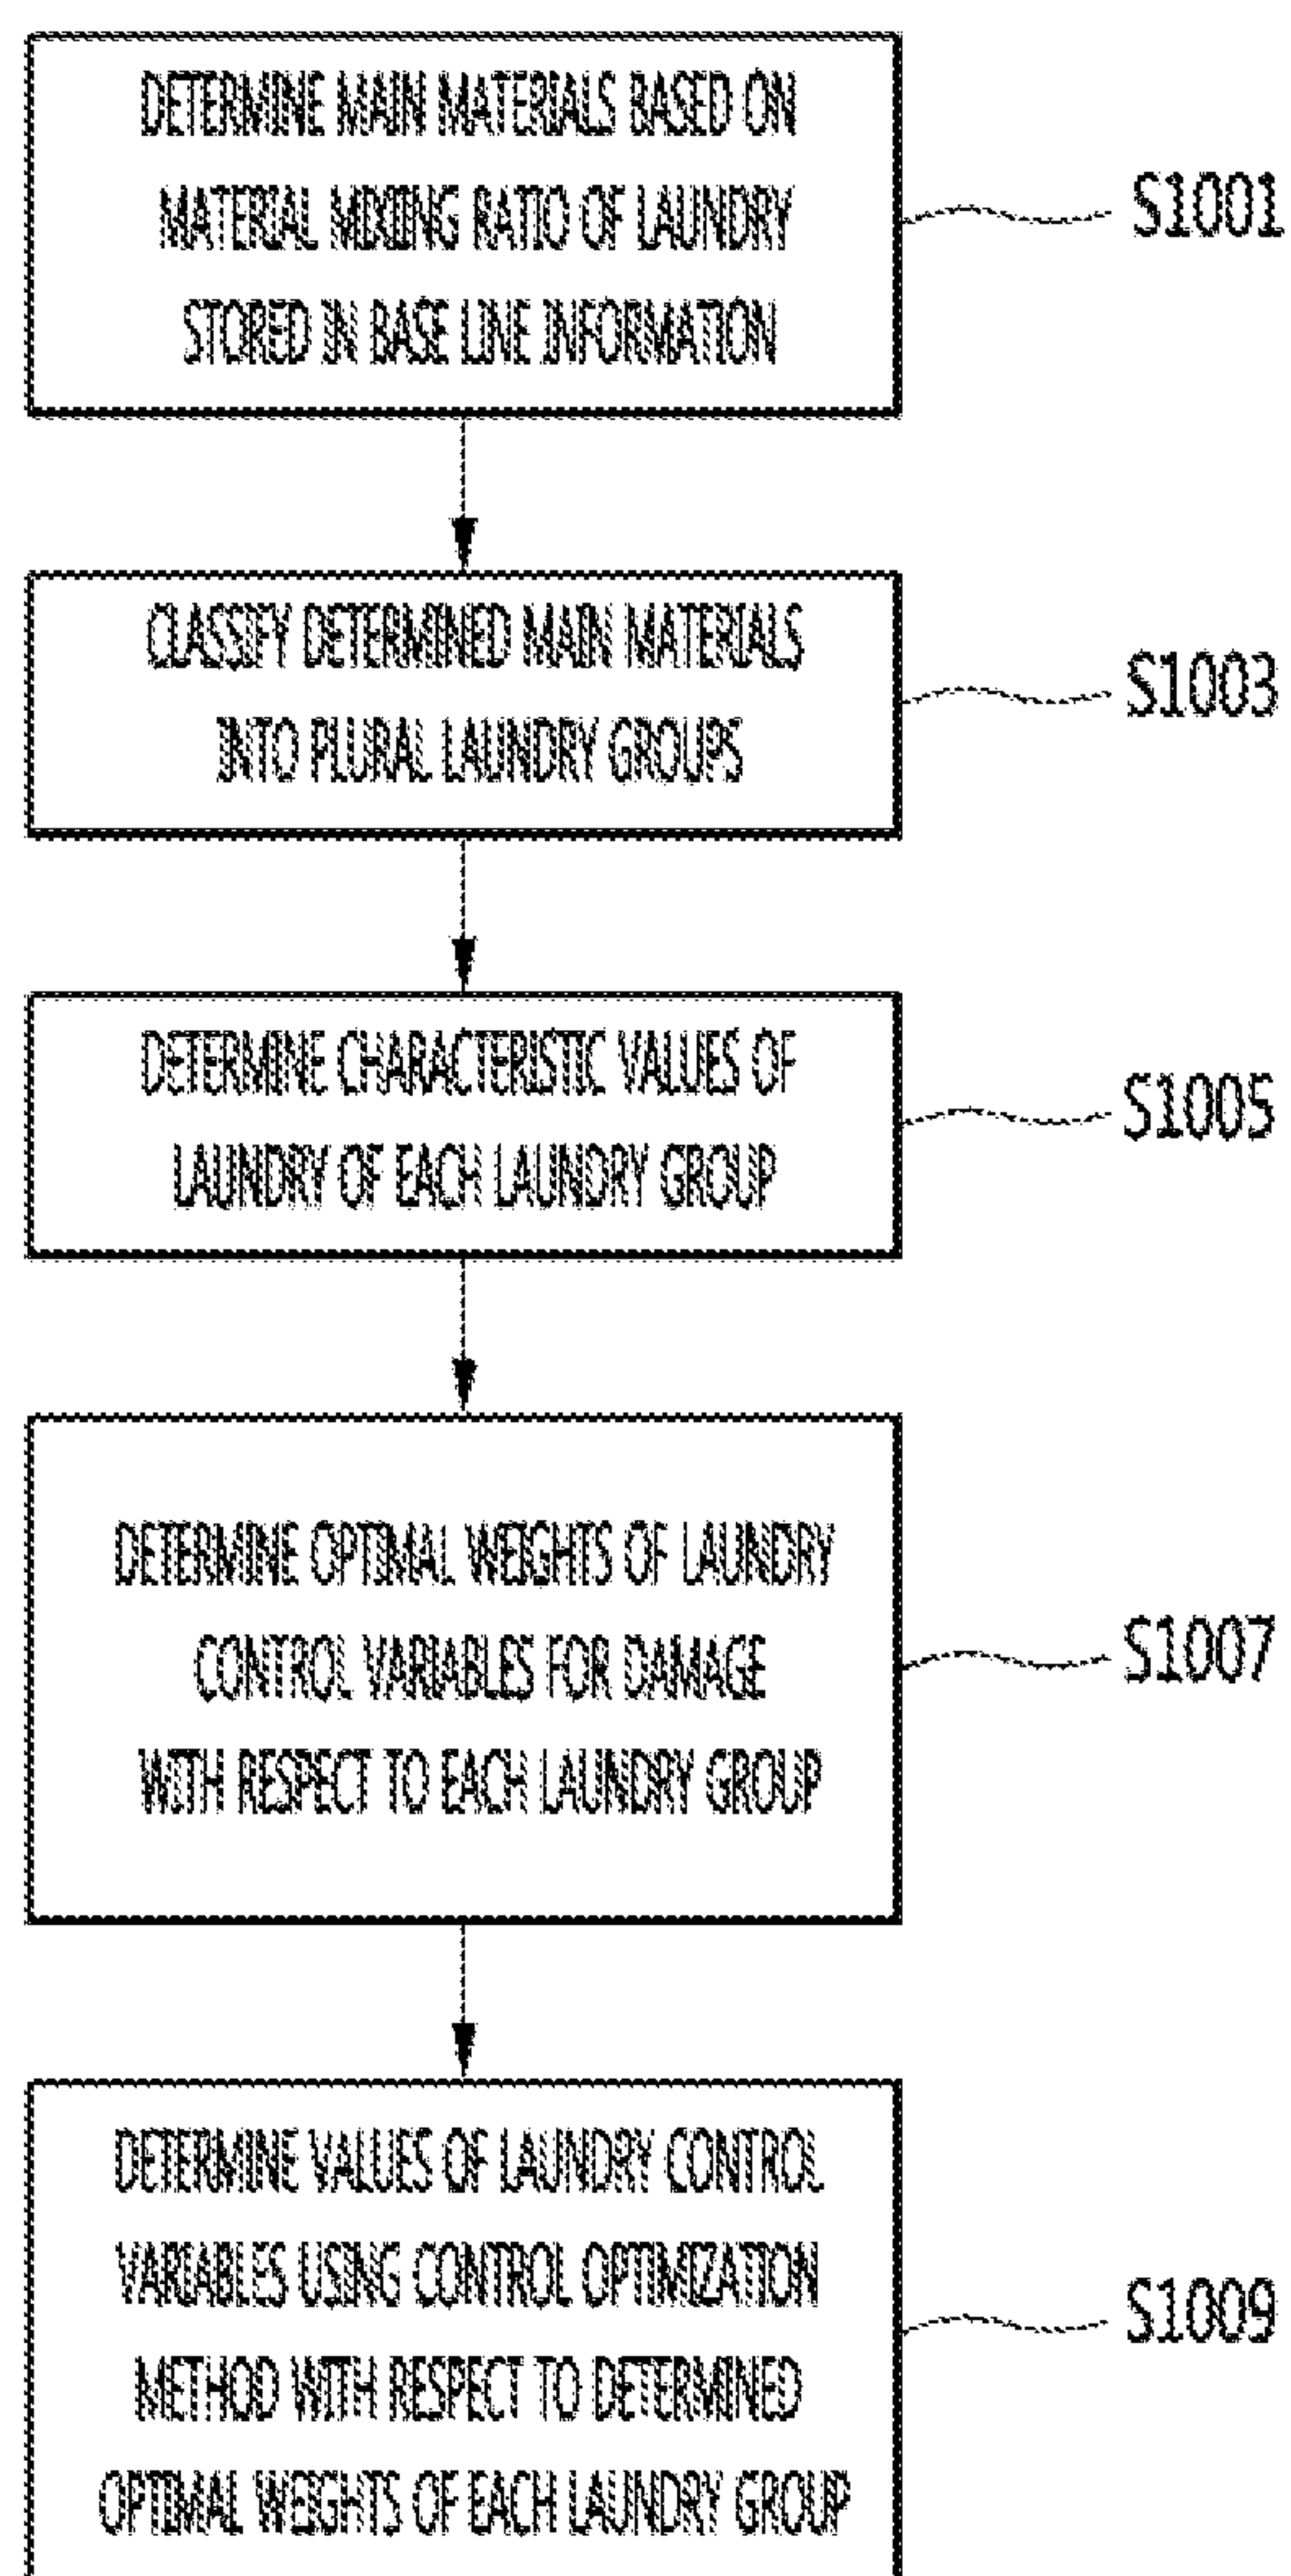 DETERMINE MAIN MATERIALS BASED ON
MATERIAL MIXING RATIO OF LAUNDRY
STORED IN BASE LINE INFORMATION
S1001
CLASSIFY DETERMINED MAIN MATERIALS
INTO PLURAL LAUNDRY GROUPS
S1003
DETERMINE CHARACTERISTIC VALUES OF
LAUNDRY OF EACH LAUNDRY GROUP
S1005
DETERMINE OPTIMAL WEIGHTS OF LAUNDRY
CONTROL VARIABLES FOR DAMAGE
WITH RESPECT TO EACH LAUNDRY GROUP
S1007
DETERMINE VALUES OF LAUNDRY CONTROL
VARIABLES USING CONTROL OPTIMIZATION
METHOD WITH RESPECT TO DETERMINED
OPTIMAL WEIGHTS OF EACH LAUNDRY GROUP
S1009